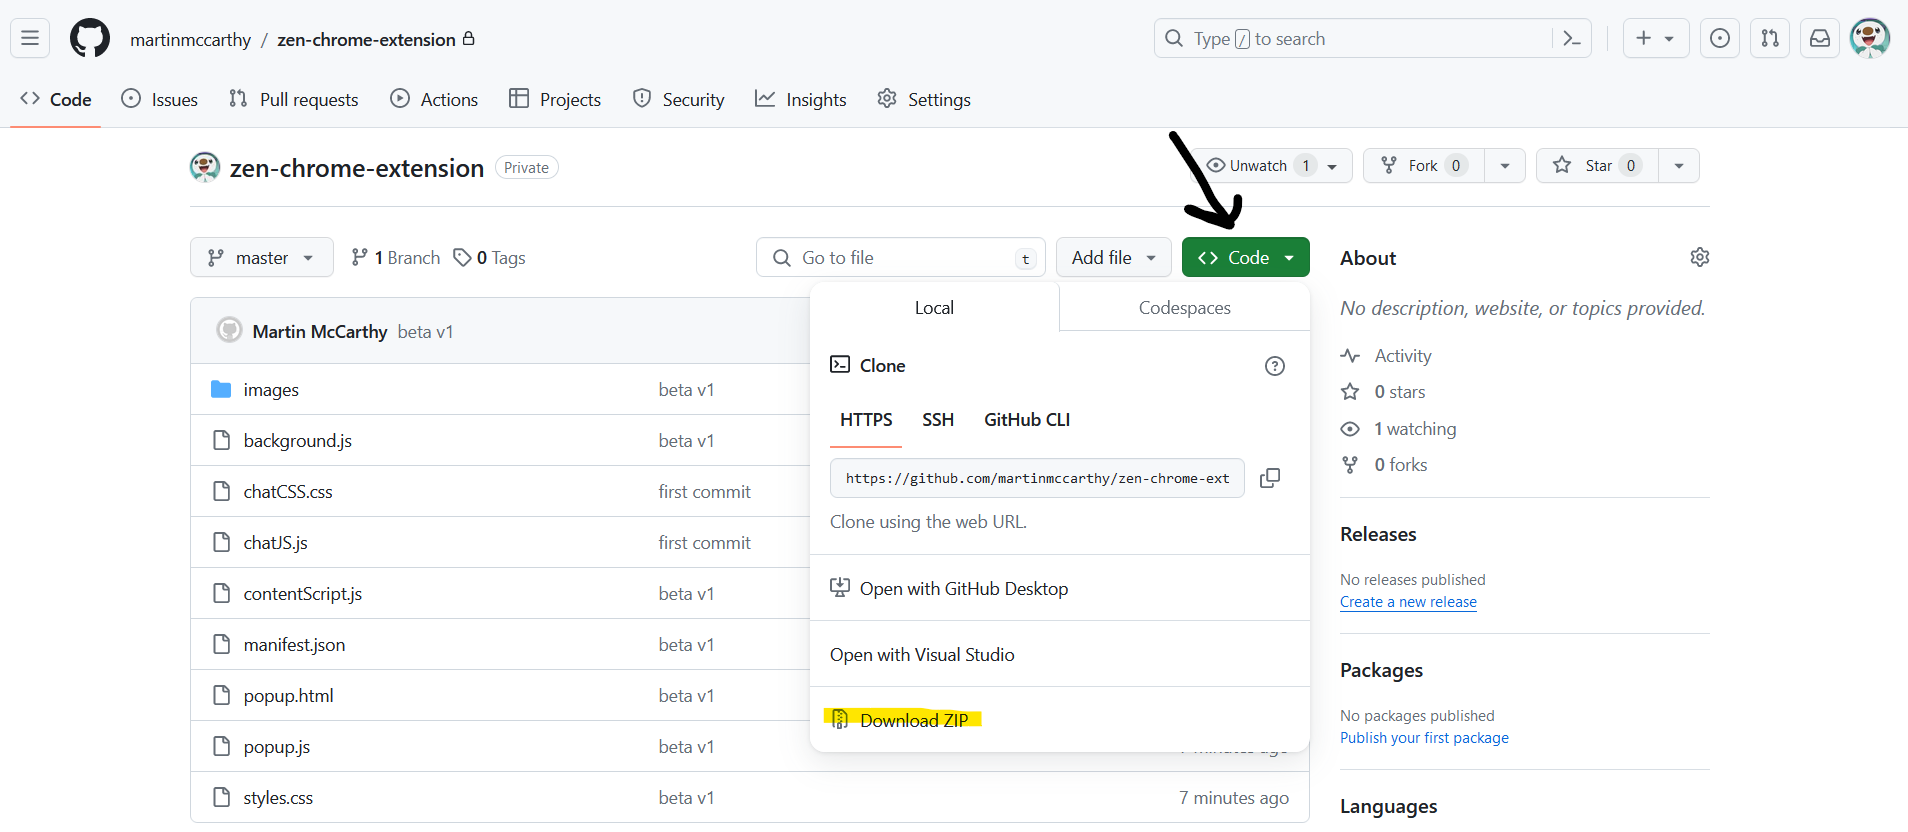 martinmccarthy / zen-chrome-extension
Type / to search
Code Issues Pull requests Actions Projects Security Insights Settings
zen-chrome-extension Private
Unwatch 1 Fork 0 Star 0
master 1 Branch 0 Tags
Go to file t Add file Code
Local Codespaces
Clone
HTTPS SSH GitHub CLI
https://github.com/martinmccarthy/zen-chrome-ext
Clone using the web URL.
Open with GitHub Desktop
Open with Visual Studio
Download ZIP
Martin McCarthy beta v1
images beta v1
background.js beta v1
chatCSS.css first commit
chatJS.js first commit
contentScript.js beta v1
manifest.json beta v1
popup.html beta v1
popup.js beta v1 minutes ago
styles.css beta v1 7 minutes ago
About
No description, website, or topics provided.
Activity
0 stars
1 watching
0 forks
Releases
No releases published
Create a new release
Packages
No packages published
Publish your first package
Languages